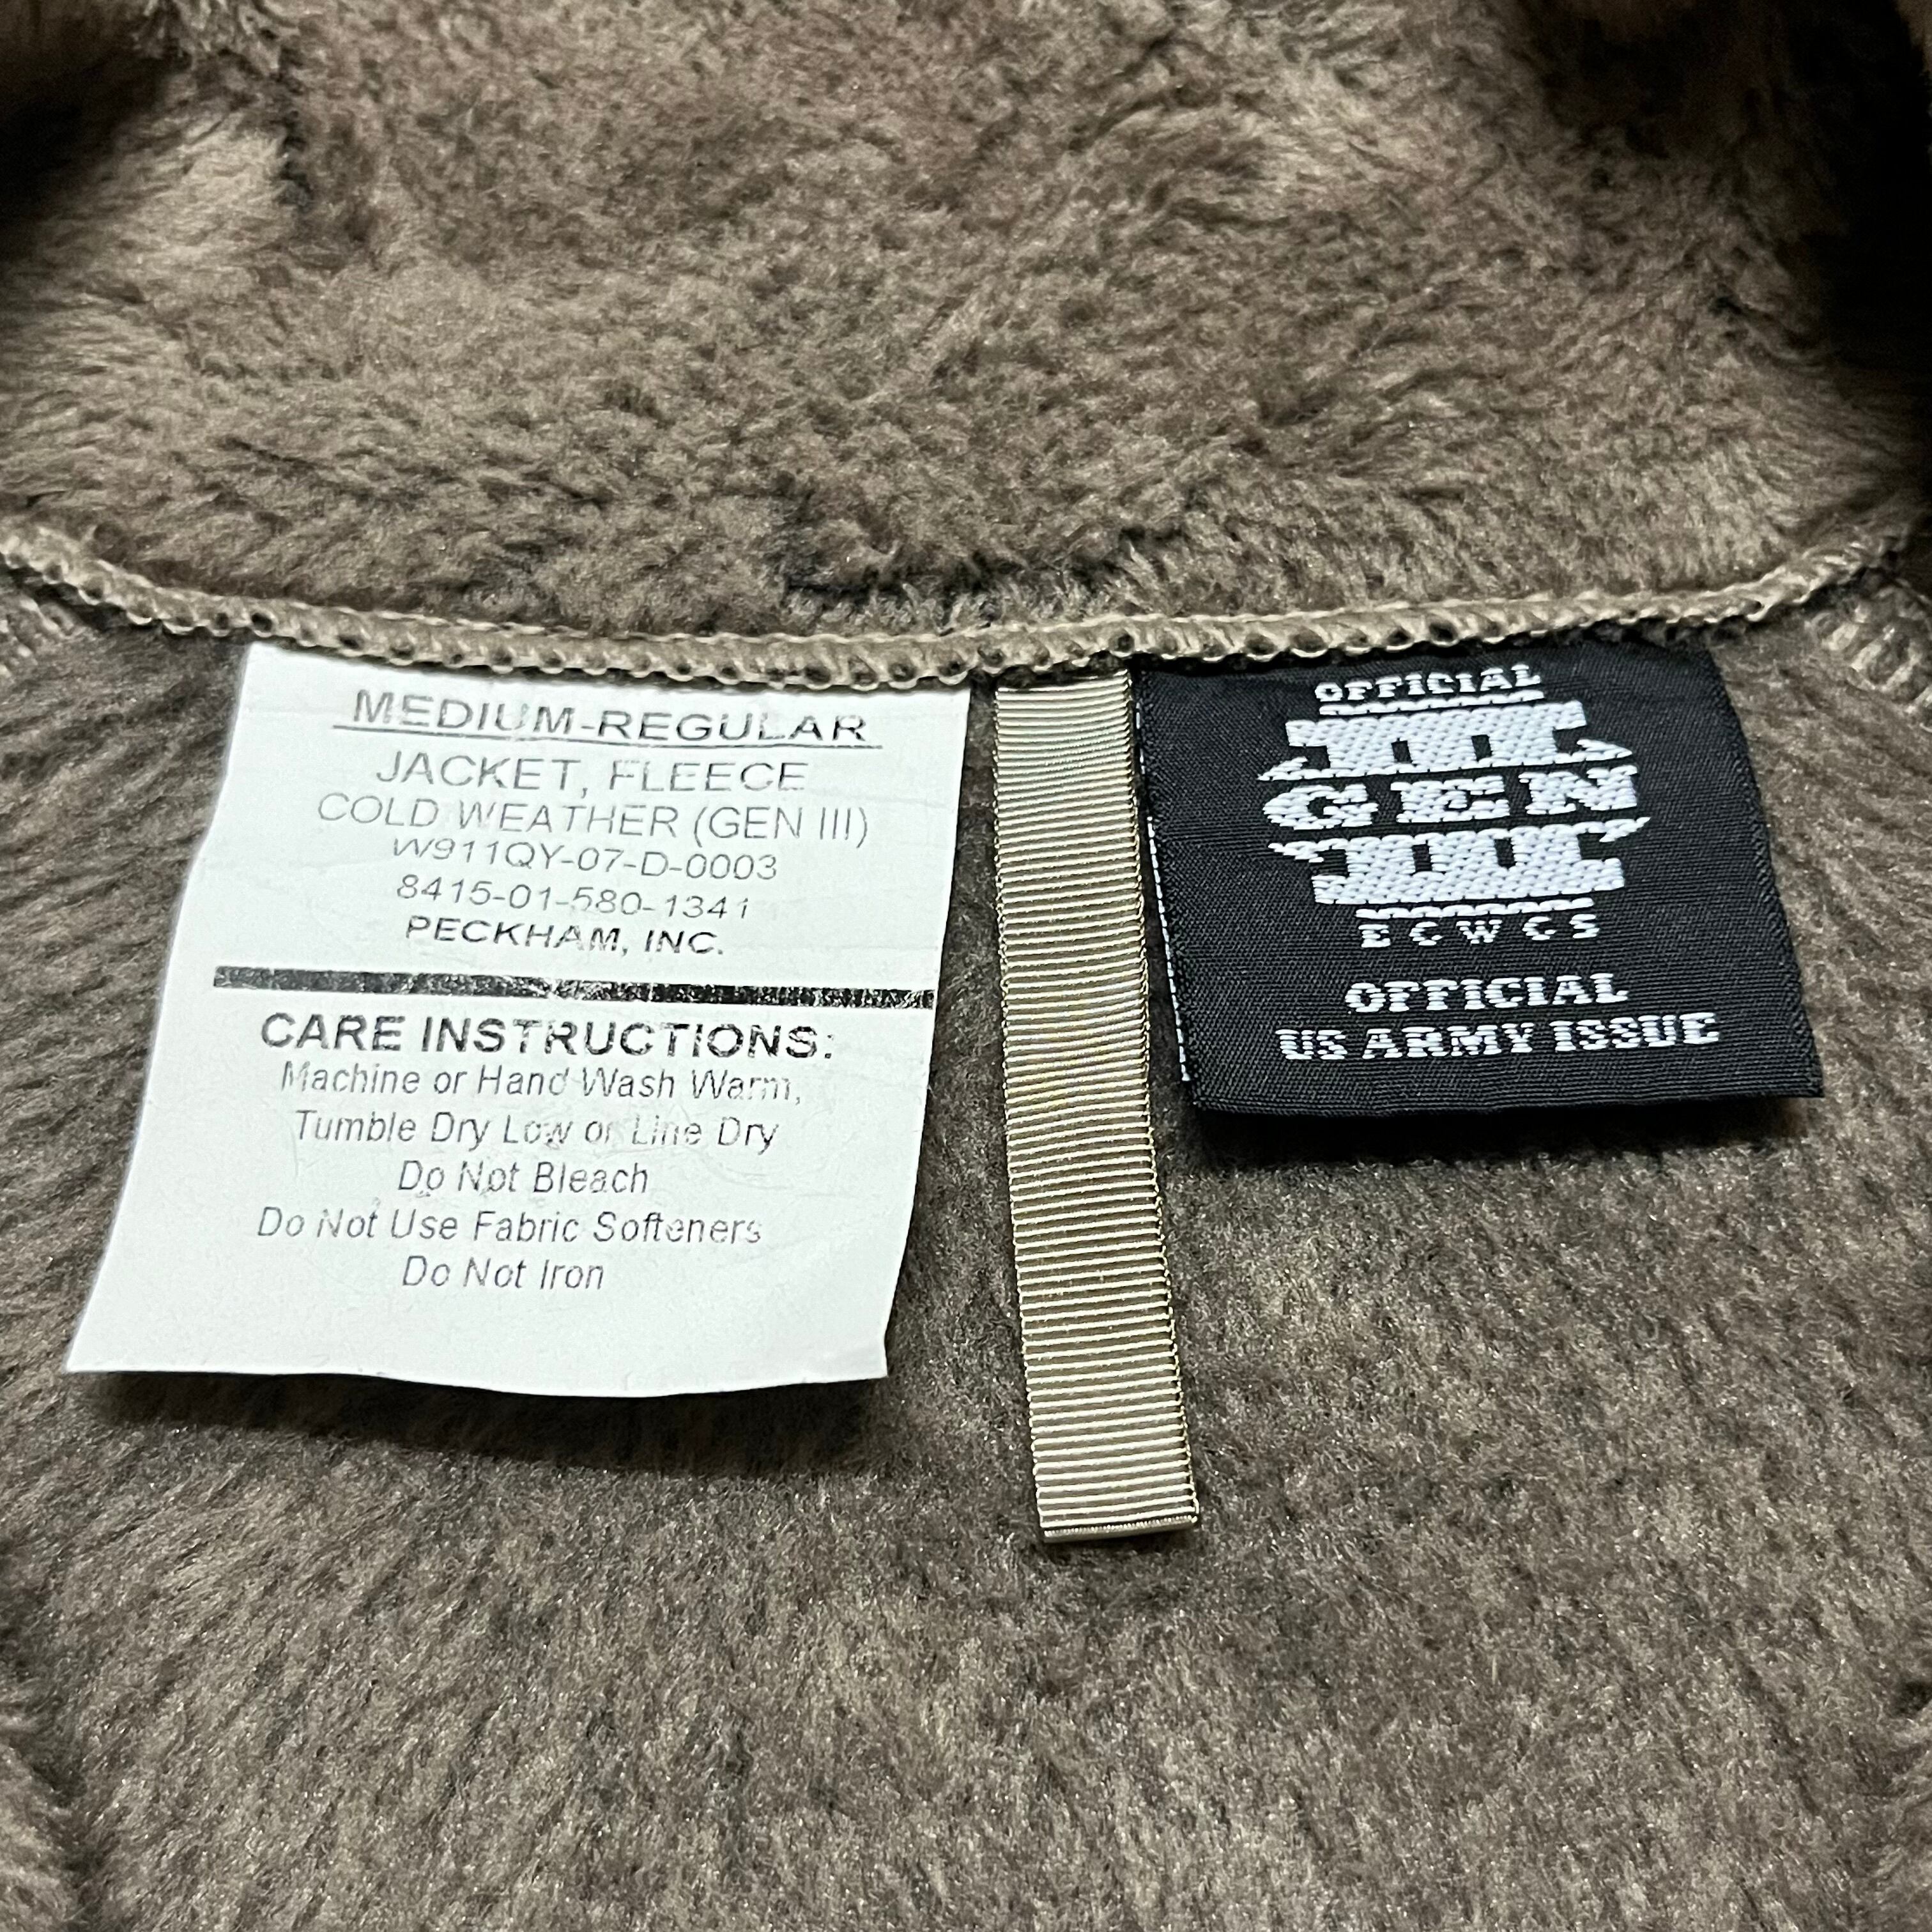 MEDIUM-REGULAR
JACKET, FLEECE
COLD WEATHER (GEN III)
W911QY-07-D-0003
8415-01-580-1341
PECKHAM, INC.
CARE INSTRUCTIONS:
Machine or Hand Wash Warm,
Tumble Dry Low or Line Dry
Do Not Bleach
Do Not Use Fabric Softeners
Do Not Iron
OFFICIAL
III
GEN
III
ECWCS
OFFICIAL
US ARMY ISSUE